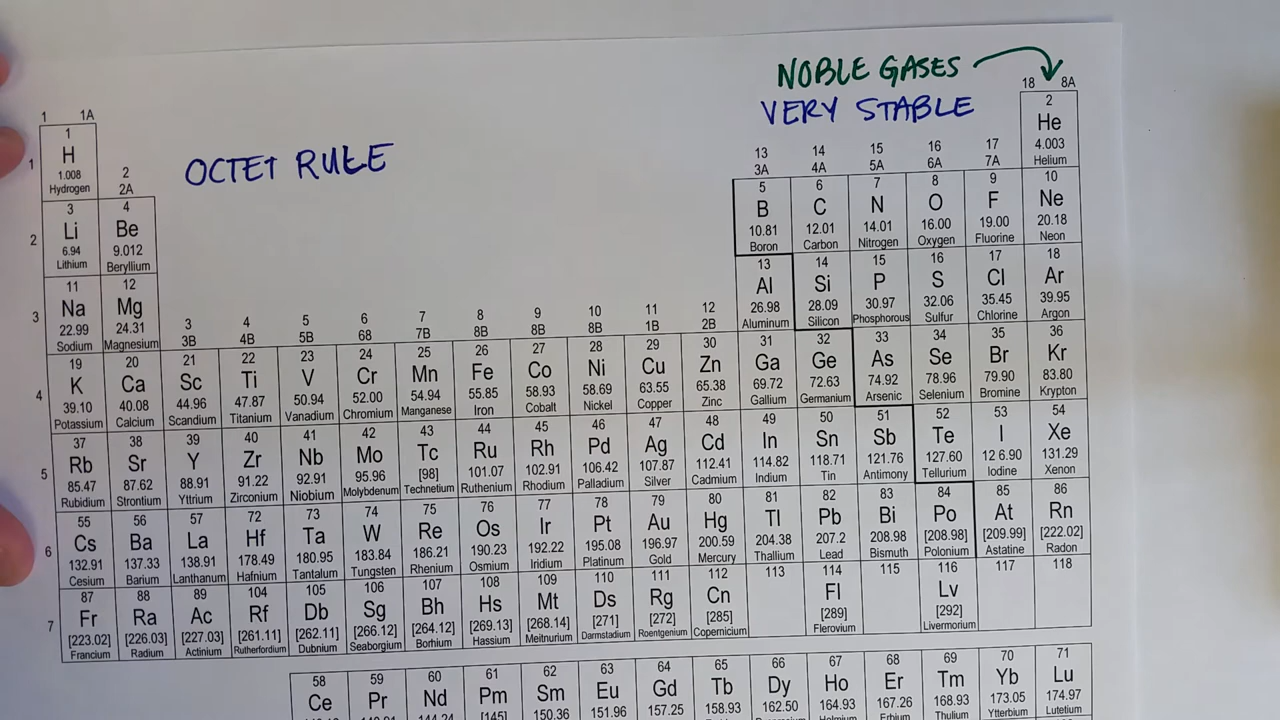 NOBLE GASES
VERY STABLE
OCTET RULE
1 1A 18 8A
1 2
H He
1.008 4.003
Hydrogen Helium
1
2 13 14 15 16 17
2A 3A 4A 5A 6A 7A
3 4 5 6 7 8 9 10
Li Be B C N O F Ne
6.94 9.012 10.81 12.01 14.01 16.00 19.00 20.18
Lithium Beryllium Boron Carbon Nitrogen Oxygen Fluorine Neon
2
11 12 13 14 15 16 17 18
Na Mg Al Si P S Cl Ar
22.99 24.31 26.98 28.09 30.97 32.06 35.45 39.95
Sodium Magnesium Aluminum Silicon Phosphorous Sulfur Chlorine Argon
3
3 4 5 6 7 8 9 10 11 12
3B 4B 5B 6B 7B 8B 8B 8B 1B 2B
19 20 21 22 23 24 25 26 27 28 29 30 31 32 33 34 35 36
K Ca Sc Ti V Cr Mn Fe Co Ni Cu Zn Ga Ge As Se Br Kr
39.10 40.08 44.96 47.87 50.94 52.00 54.94 55.85 58.93 58.69 63.55 65.38 69.72 72.63 74.92 78.96 79.90 83.80
Potassium Calcium Scandium Titanium Vanadium Chromium Manganese Iron Cobalt Nickel Copper Zinc Gallium Germanium Arsenic Selenium Bromine Krypton
4
37 38 39 40 41 42 43 44 45 46 47 48 49 50 51 52 53 54
Rb Sr Y Zr Nb Mo Tc Ru Rh Pd Ag Cd In Sn Sb Te I Xe
85.47 87.62 88.91 91.22 92.91 95.96 [98] 101.07 102.91 106.42 107.87 112.41 114.82 118.71 121.76 127.60 12 6.90 131.29
Rubidium Strontium Yttrium Zirconium Niobium Molybdenum Technetium Ruthenium Rhodium Palladium Silver Cadmium Indium Tin Antimony Tellurium Iodine Xenon
5
55 56 57 72 73 74 75 76 77 78 79 80 81 82 83 84 85 86
Cs Ba La Hf Ta W Re Os Ir Pt Au Hg Tl Pb Bi Po At Rn
132.91 137.33 138.91 178.49 180.95 183.84 186.21 190.23 192.22 195.08 196.97 200.59 204.38 207.2 208.98 [208.98] [209.99] [222.02]
Cesium Barium Lanthanum Hafnium Tantalum Tungsten Rhenium Osmium Iridium Platinum Gold Mercury Thallium Lead Bismuth Polonium Astatine Radon
6
87 88 89 104 105 106 107 108 109 110 111 112 113 114 115 116 117 118
Fr Ra Ac Rf Db Sg Bh Hs Mt Ds Rg Cn Fl Lv
[223.02] [226.03] [227.03] [261.11] [262.11] [266.12] [264.12] [269.13] [268.14] [271] [272] [285] [289] [292]
Francium Radium Actinium Rutherfordium Dubnium Seaborgium Bohrium Hassium Meitnurium Darmstadtium Roentgenium Copernicium Flerovium Livermorium
7
58 59 60 61 62 63 64 65 66 67 68 69 70 71
Ce Pr Nd Pm Sm Eu Gd Tb Dy Ho Er Tm Yb Lu
[145] 150.36 151.96 157.25 158.93 162.50 164.93 167.26 168.93 173.05 174.97
Erbium Thulium Ytterbium Lutetium